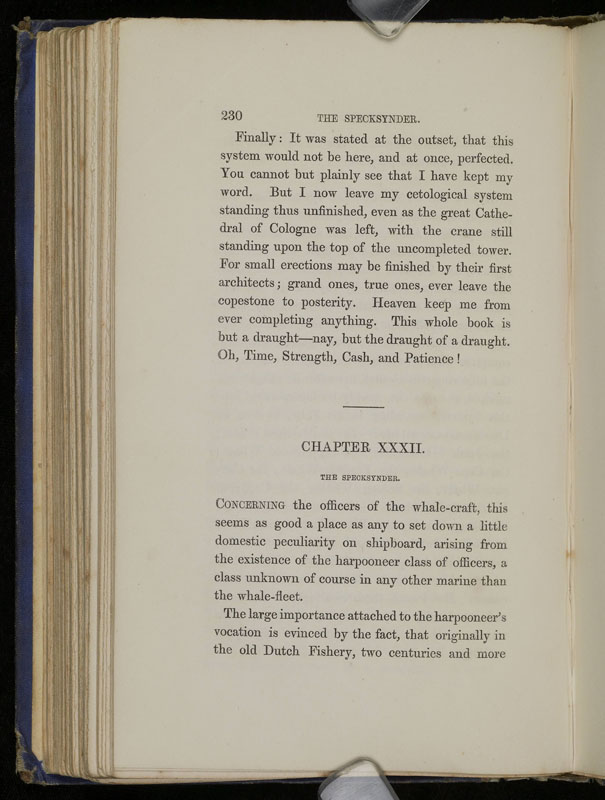 230 THE SPECKSYNDER.
Finally: It was stated at the outset, that this
system would not be here, and at once, perfected.
You cannot but plainly see that I have kept my
word. But I now leave my cetological system
standing thus unfinished, even as the great Cathe-
dral of Cologne was left, with the crane still
standing upon the top of the uncompleted tower.
For small erections may be finished by their first
architects; grand ones, true ones, ever leave the
copestone to posterity. Heaven keep me from
ever completing anything. This whole book is
but a draught—nay, but the draught of a draught.
Oh, Time, Strength, Cash, and Patience!
CHAPTER XXXII.
THE SPECKSYNDER.
CONCERNING the officers of the whale-craft, this
seems as good a place as any to set down a little
domestic peculiarity on shipboard, arising from
the existence of the harpooneer class of officers, a
class unknown of course in any other marine than
the whale-fleet.
The large importance attached to the harpooneer's
vocation is evinced by the fact, that originally in
the old Dutch Fishery, two centuries and more